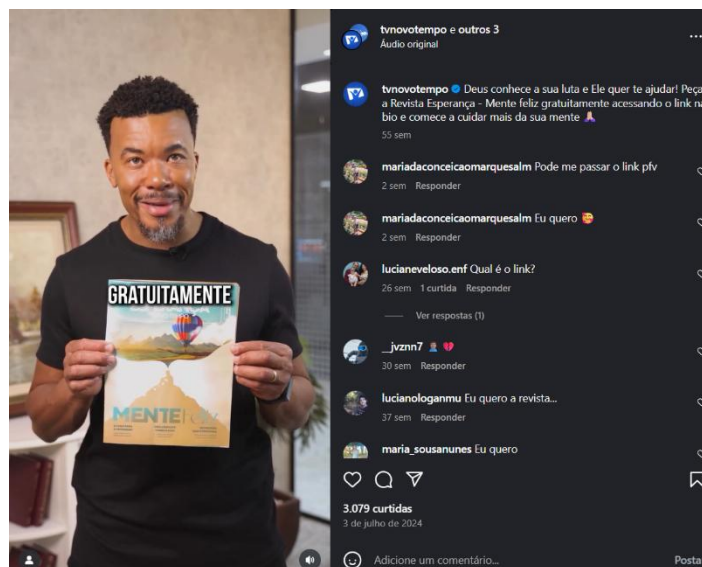 GRATUITAMENTE
MENTE
tvnovotempo e outros 3
Áudio original
tvnovotempo Deus conhece a sua luta e Ele quer te ajudar! Peça
a Revista Esperança - Mente feliz gratuitamente acessando o link na
bio e comece a cuidar mais da sua mente
55 sem
mariadaconceicaomarquesalm Pode me passar o link pfv
2 sem Responder
mariadaconceicaomarquesalm Eu quero
2 sem Responder
lucianeveloso.enf Qual é o link?
26 sem 1 curtida Responder
Ver respostas (1)
__jvznn7
30 sem Responder
lucianologanmu Eu quero a revista...
37 sem Responder
maria_sousanunes Eu quero
3.079 curtidas
3 de julho de 2024
Adicione um comentário...
Posta